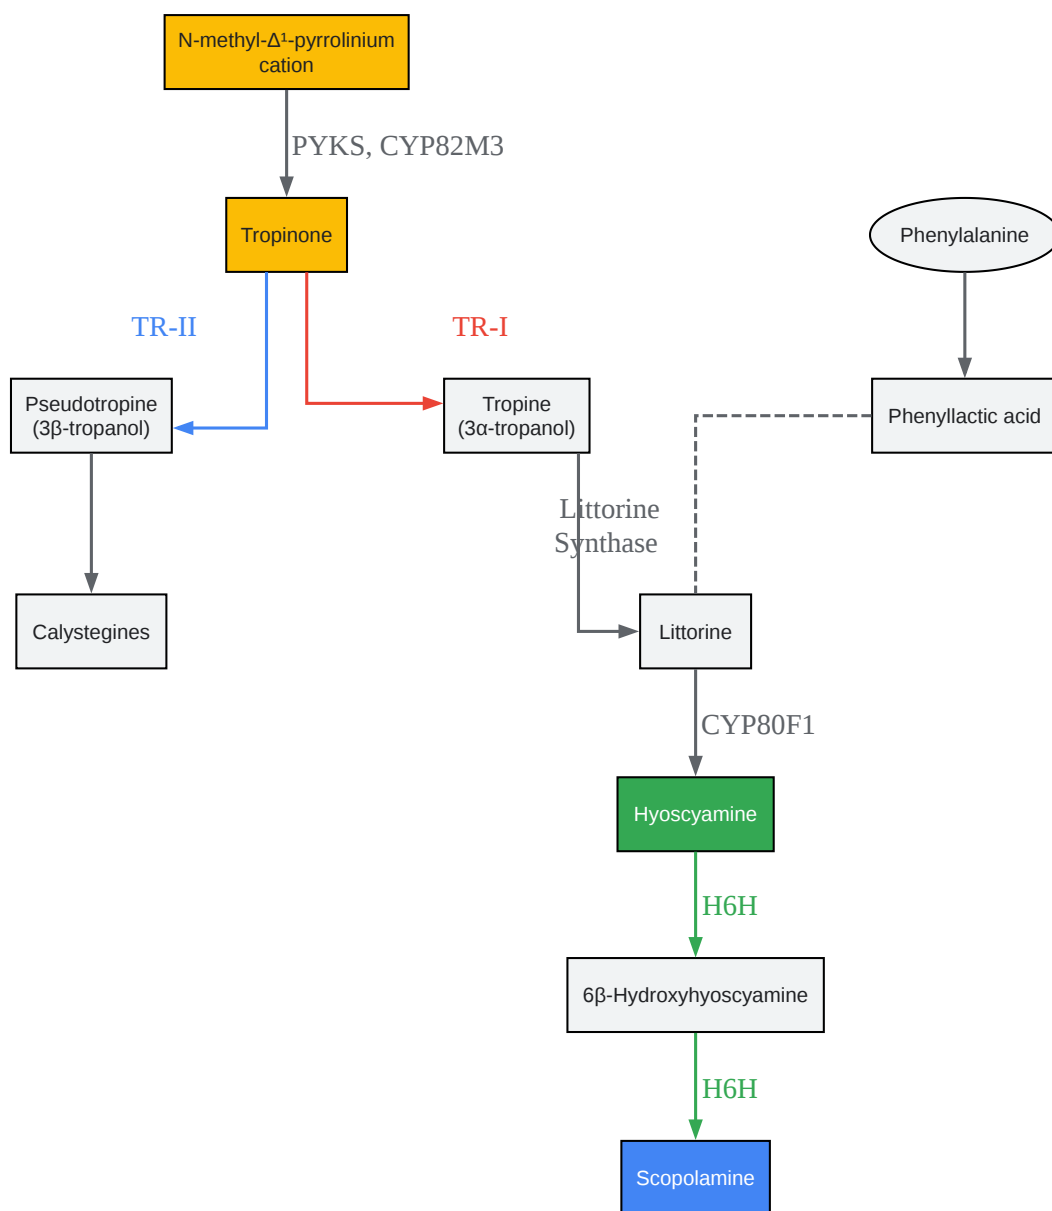 N-methyl-Δ¹-pyrrolinium
cation
PYKS, CYP82M3
Tropinone
Phenylalanine
TR-II
TR-I
Pseudotropine
(3β-tropanol)
Tropine
(3α-tropanol)
Phenyllactic acid
Littorine
Synthase
Calystegines
Littorine
CYP80F1
Hyoscyamine
H6H
6β-Hydroxyhyoscyamine
H6H
Scopolamine